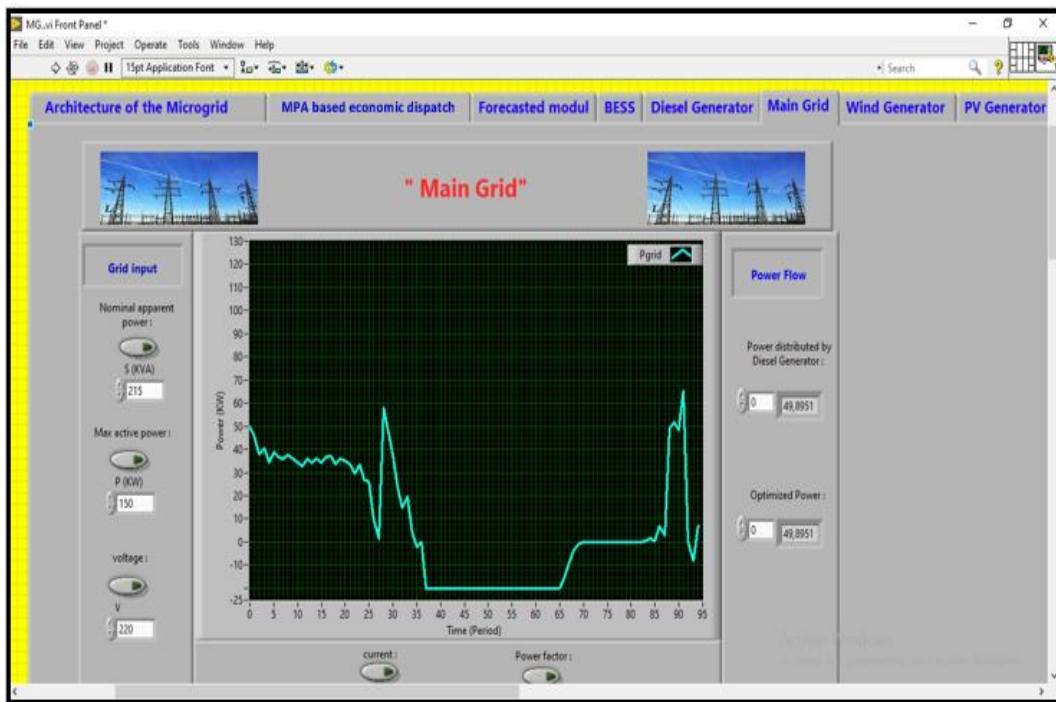 MG..vi Front Panel *
File Edit View Project Operate Tools Window Help
15pt Application Font
Search
Architecture of the Microgrid
MPA based economic dispatch
Forecasted modul
BESS
Diesel Generator
Main Grid
Wind Generator
PV Generator
" Main Grid"
Grid input
Nominal apparent
power :
S (KVA)
215
Max active power :
P (KW)
150
voltage :
V
220
Pgrid
Power (KW)
130
120
110
100
90
80
70
60
50
40
30
20
10
0
-10
-25
0 5 10 15 20 25 30 35 40 45 50 55 60 65 70 75 80 85 90 95
Time (Period)
current :
Power factor :
Power Flow
Power distributed by
Diesel Generator :
0 49,8951
Optimized Power :
0 49,8951